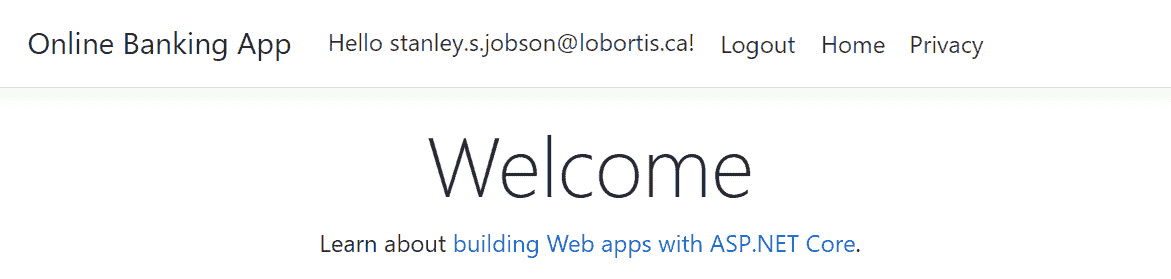 Online Banking App Hello stanley.s.jobson@lobortis.ca! Logout Home Privacy
Welcome
Learn about building Web apps with ASP.NET Core.